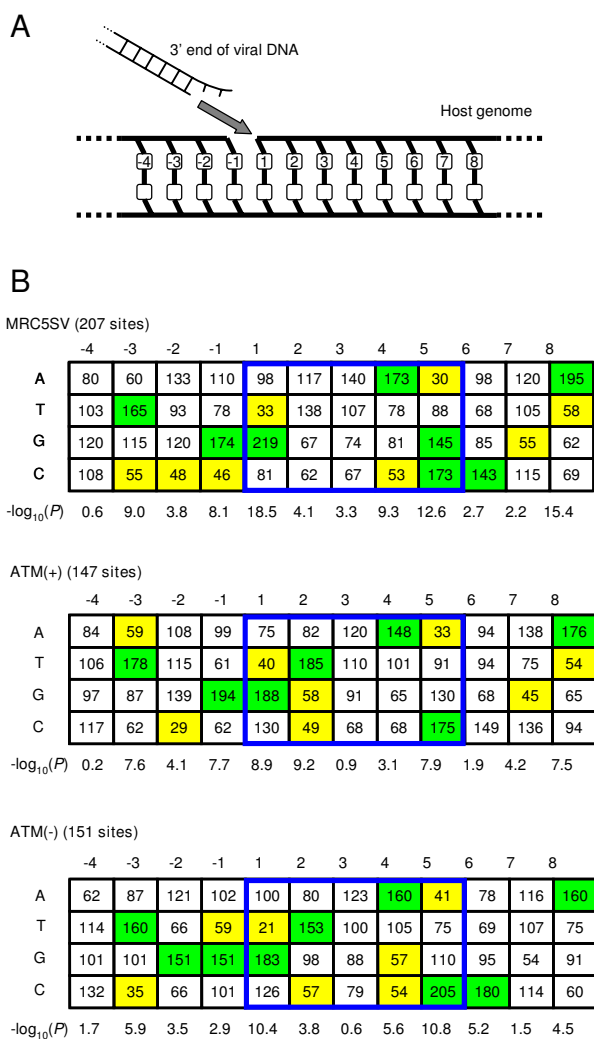 A
3' end of viral DNA
Host genome
-4 -3 -2 -1 1 2 3 4 5 6 7 8
B
MRC5SV (207 sites)
-4 -3 -2 -1 1 2 3 4 5 6 7 8
A 80 60 133 110 98 117 140 173 30 98 120 195
T 103 165 93 78 33 138 107 78 88 68 105 58
G 120 115 120 174 219 67 74 81 145 85 55 62
C 108 55 48 46 81 62 67 53 173 143 115 69
-log10(P) 0.6 9.0 3.8 8.1 18.5 4.1 3.3 9.3 12.6 2.7 2.2 15.4
ATM(+) (147 sites)
-4 -3 -2 -1 1 2 3 4 5 6 7 8
A 84 59 108 99 75 82 120 148 33 94 138 176
T 106 178 115 61 40 185 110 101 91 94 75 54
G 97 87 139 194 188 58 91 65 130 68 45 65
C 117 62 29 62 130 49 68 68 175 149 136 94
-log10(P) 0.2 7.6 4.1 7.7 8.9 9.2 0.9 3.1 7.9 1.9 4.2 7.5
ATM(-) (151 sites)
-4 -3 -2 -1 1 2 3 4 5 6 7 8
A 62 87 121 102 100 80 123 160 41 78 116 160
T 114 160 66 59 21 153 100 105 75 69 107 75
G 101 101 151 151 183 98 88 57 110 95 54 91
C 132 35 66 101 126 57 79 54 205 180 114 60
-log10(P) 1.7 5.9 3.5 2.9 10.4 3.8 0.6 5.6 10.8 5.2 1.5 4.5